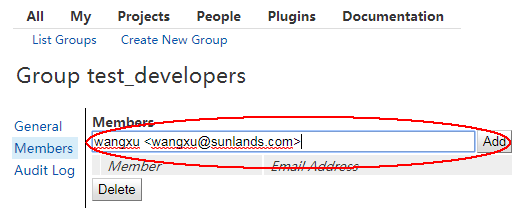 All My Projects People Plugins Documentation
List Groups Create New Group
Group test_developers
General
Members
Audit Log
Members
wangxu <wangxu@sunlands.com> Add
Member Email Address
Delete